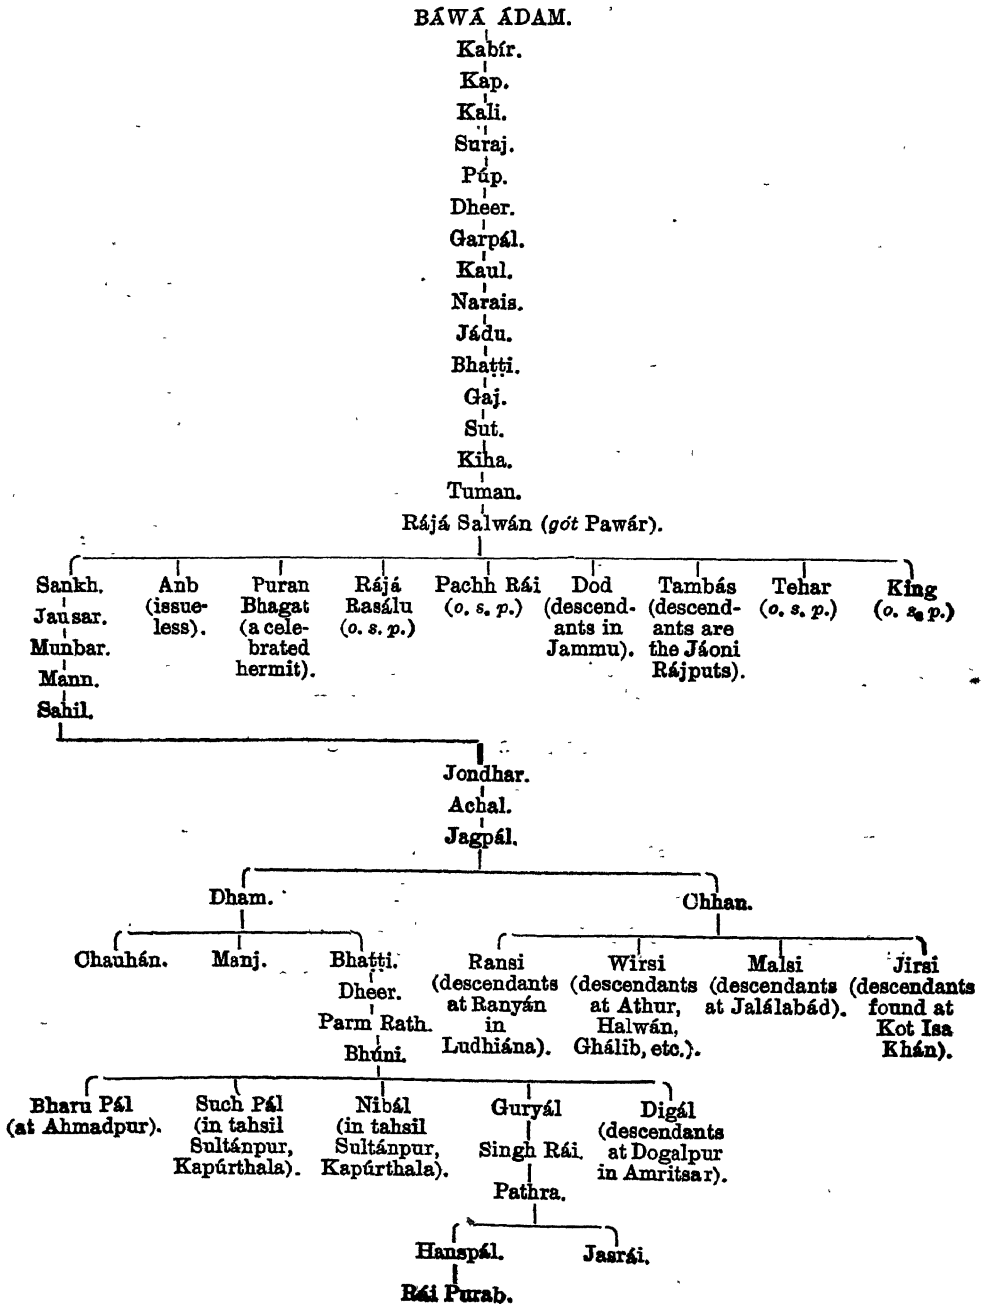 BÁWÁ ÁDAM.
Kabír.
Kap.
Kali.
Suraj.
Púp.
Dheer.
Garpál.
Kaul.
Narais.
Jádu.
Bhaṭṭi.
Gaj.
Sut.
Kiha.
Tuman.
Rájá Salwán (gót Pawár).
Sankh.
Jausar.
Munbar.
Mann.
Sahil.
Anb
(issue-
less).
Puran
Bhagat
(a cele-
brated
hermit).
Rájá
Rasálu
(o. s. p.)
Pachh Rái
(o. s. p.)
Dod
(descend-
ants in
Jammu).
Tambás
(descend-
ants are
the Jáoni
Rájputs).
Tehar
(o. s. p.)
King
(o. s. p.)
Jondhar.
Achal.
Jagpál.
Dham.
Chhan.
Chauhán.
Manj.
Bhaṭṭi.
Dheer.
Parm Rath.
Bhúni.
Ransi
(descendants
at Ranyán
in
Ludhiána).
Wirsi
(descendants
at Athur,
Halwán,
Ghálib, etc.).
Malsi
(descendants
at Jalálabád).
Jirsi
(descendants
found at
Kot Isa
Khán).
Bharu Pál
(at Ahmadpur).
Such Pál
(in tahsil
Sultánpur,
Kapúrthala).
Nibál
(in tahsil
Sultánpur,
Kapúrthala).
Guryál
Singh Rái.
Pathra.
Digál
(descendants
at Dogalpur
in Amritsar).
Hanspál.
Jasrái.
Rái Purab.